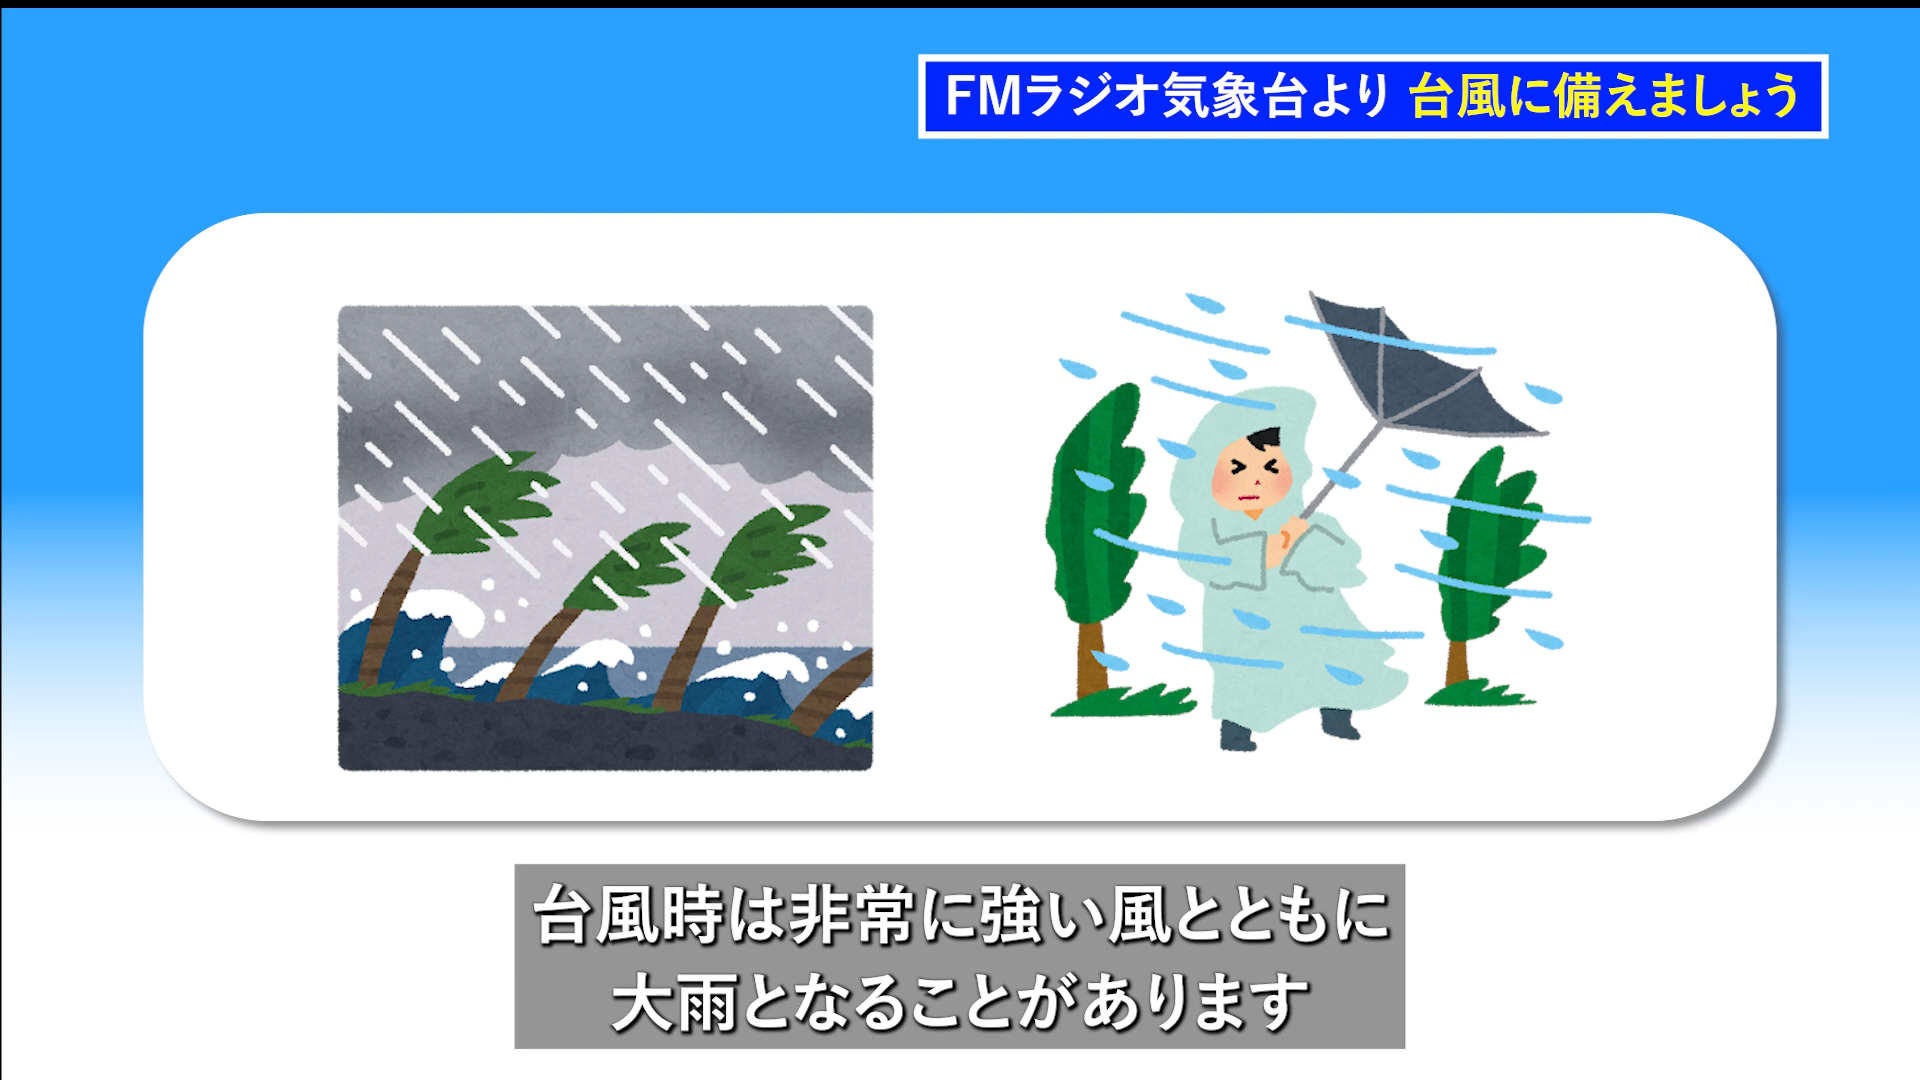 FMラジオ気象台より 台風に備えましょう
台風時は非常に強い風とともに
大雨となることがあります